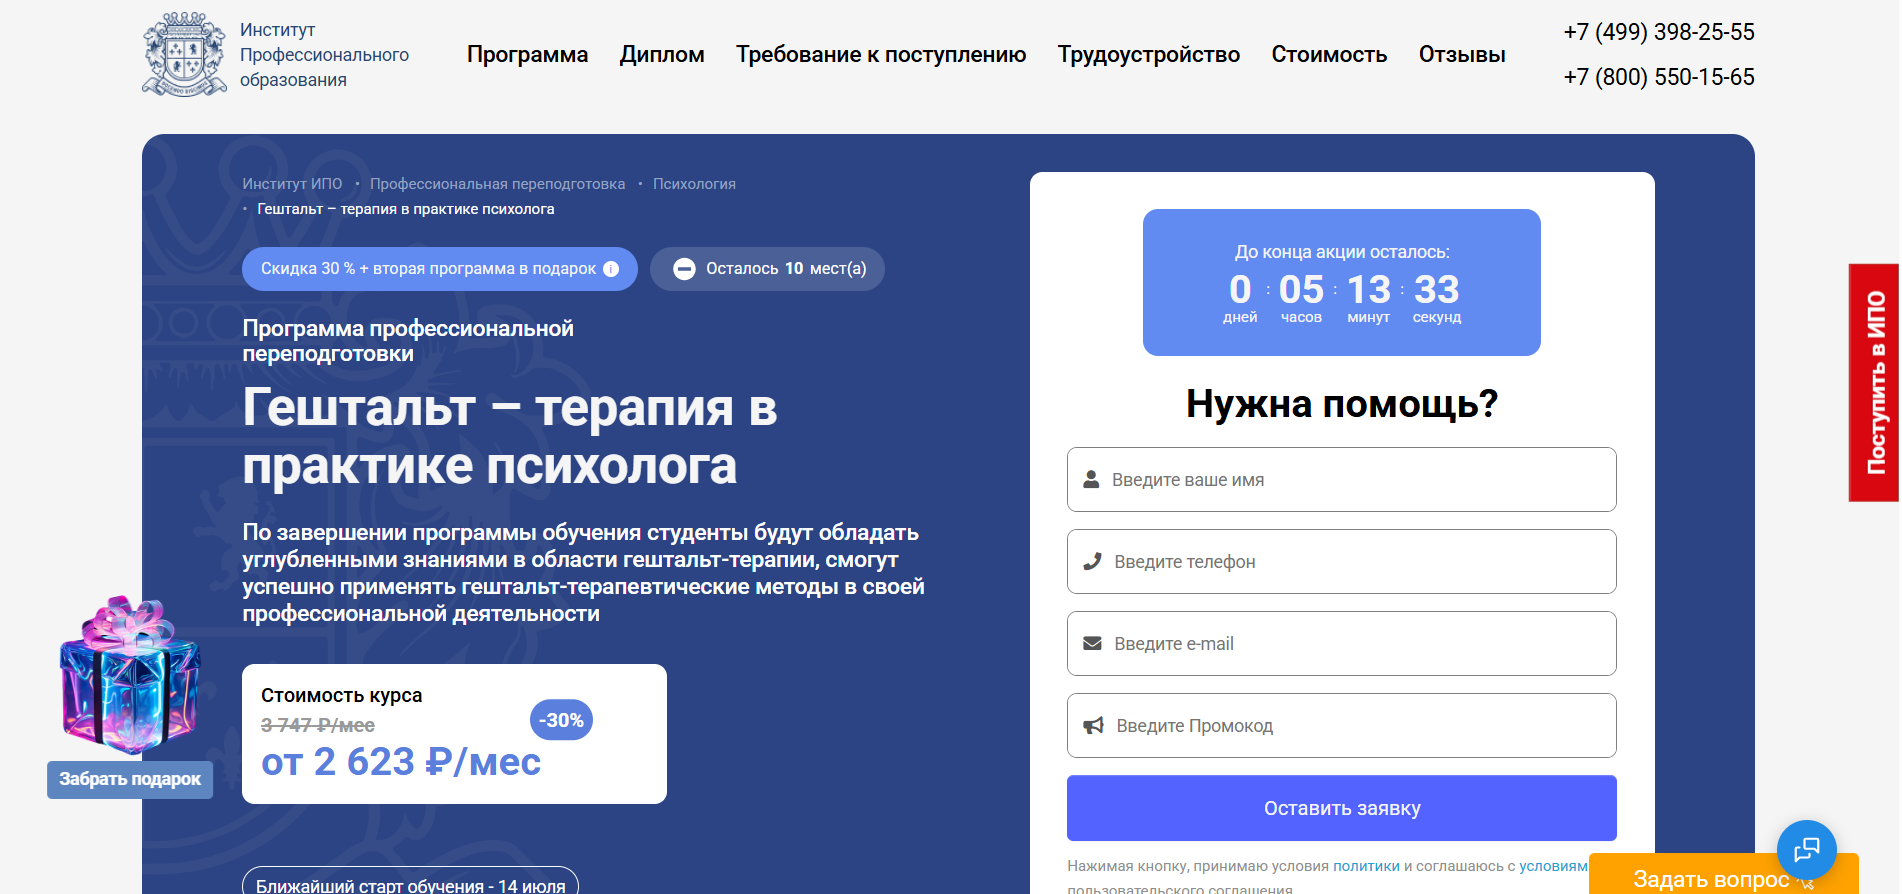 Институт
Профессионального
образования
Программа
Диплом
Требование к поступлению
Трудоустройство
Стоимость
Отзывы
+7 (499) 398-25-55
+7 (800) 550-15-65
Институт ИПО • Профессиональная переподготовка • Психология
• Гештальт – терапия в практике психолога
Скидка 30 % + вторая программа в подарок i
Осталось 10 мест(а)
Программа профессиональной
переподготовки
Гештальт – терапия в
практике психолога
По завершении программы обучения студенты будут обладать
углубленными знаниями в области гештальт-терапии, смогут
успешно применять гештальт-терапевтические методы в своей
профессиональной деятельности
Стоимость курса
3 747 ₽/мес
-30%
от 2 623 ₽/мес
Ближайший старт обучения - 14 июля
Забрать подарок
До конца акции осталось:
0 : 05 : 13 : 33
дней часов минут секунд
Нужна помощь?
Введите ваше имя
Введите телефон
Введите e-mail
Введите Промокод
Оставить заявку
Нажимая кнопку, принимаю условия политики и соглашаюсь с условиям
пользовательского соглашения
Поступить в ИПО
Задать вопрос